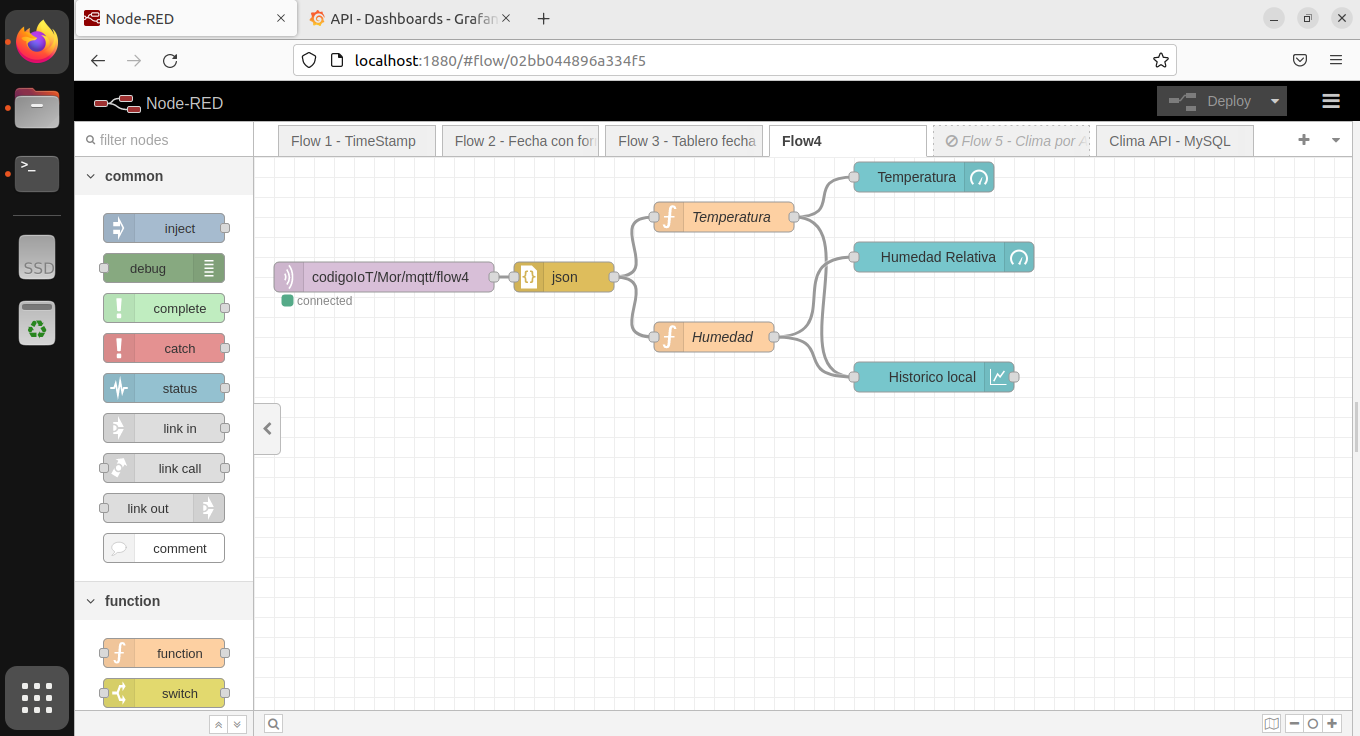 Node-RED
API - Dashboards - Grafan
localhost:1880/#flow/02bb044896a334f5
Node-RED
Deploy
filter nodes
Flow 1 - TimeStamp
Flow 2 - Fecha con for
Flow 3 - Tablero fecha
Flow4
Flow 5 - Clima por A
Clima API - MySQL
common
inject
debug
complete
catch
status
link in
link call
link out
comment
function
function
switch
codigoIoT/Mor/mqtt/flow4
connected
json
Temperatura
Humedad
Temperatura
Humedad Relativa
Historico local
>_
SSD